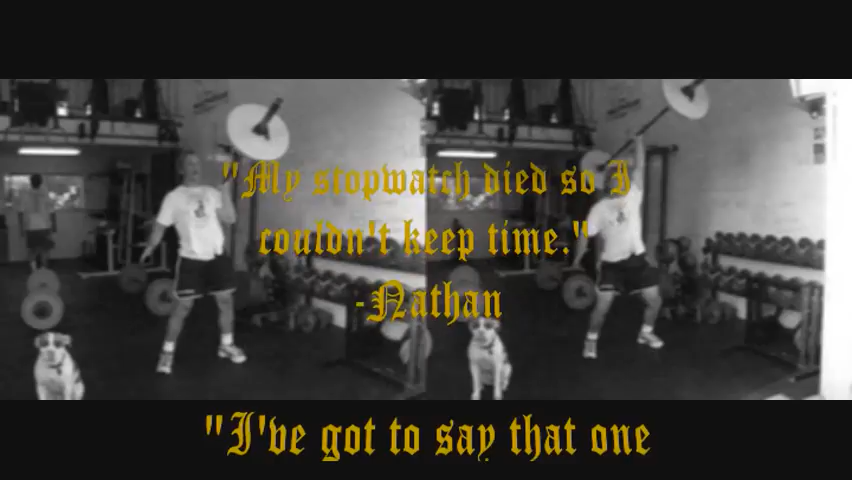 "My stopwatch died so I
couldn't keep time."
-Nathan
"I've got to say that one